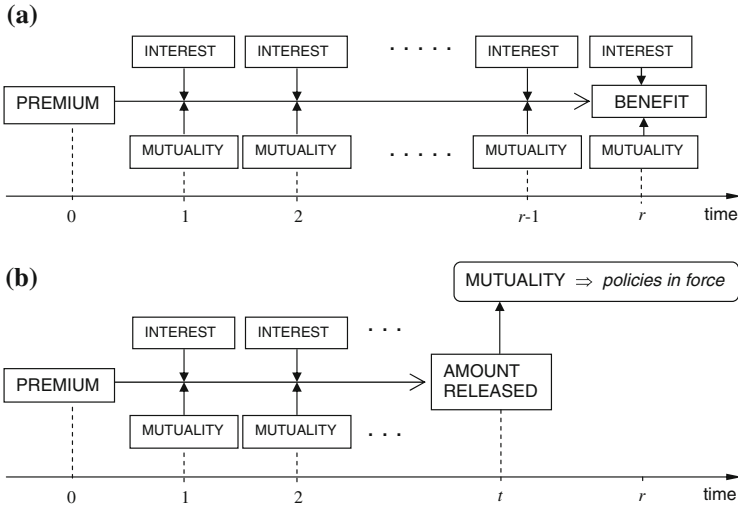 (a)
INTEREST INTEREST . . . . . INTEREST INTEREST
PREMIUM BENEFIT
MUTUALITY MUTUALITY . . . . . MUTUALITY MUTUALITY
0 1 2 r-1 r time
(b)
MUTUALITY ⇒ policies in force
INTEREST INTEREST . . .
PREMIUM AMOUNT
RELEASED
MUTUALITY MUTUALITY . . .
0 1 2 t r time